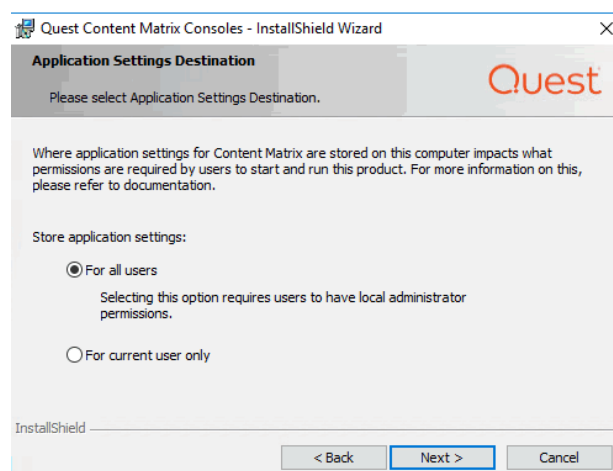 Quest Content Matrix Consoles - InstallShield Wizard
Application Settings Destination
Please select Application Settings Destination.
Quest
Where application settings for Content Matrix are stored on this computer impacts what
permissions are required by users to start and run this product. For more information on this,
please refer to documentation.
Store application settings:
For all users
Selecting this option requires users to have local administrator
permissions.
For current user only
InstallShield
< Back Next > Cancel